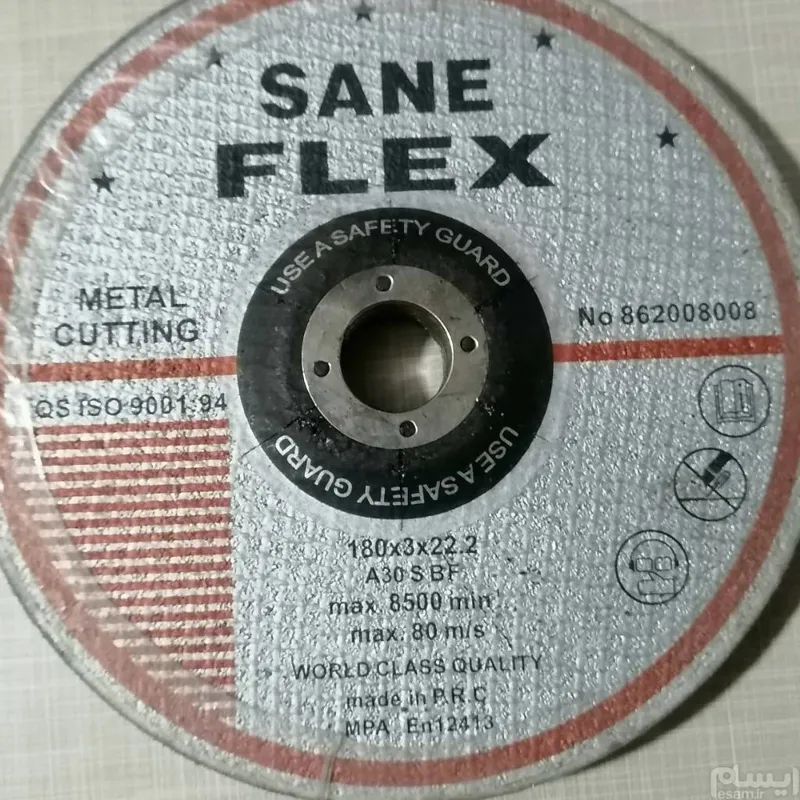 SANE
FLEX
USE A SAFETY GUARD
METAL
CUTTING
No 862008008
QS ISO 9001:94
USE A SAFETY GUARD
180x3x22.2
A30 S BF
max. 8500 min
max. 80 m/s
WORLD CLASS QUALITY
made in P.R.C
MPA En12413
ایسام
esam.ir